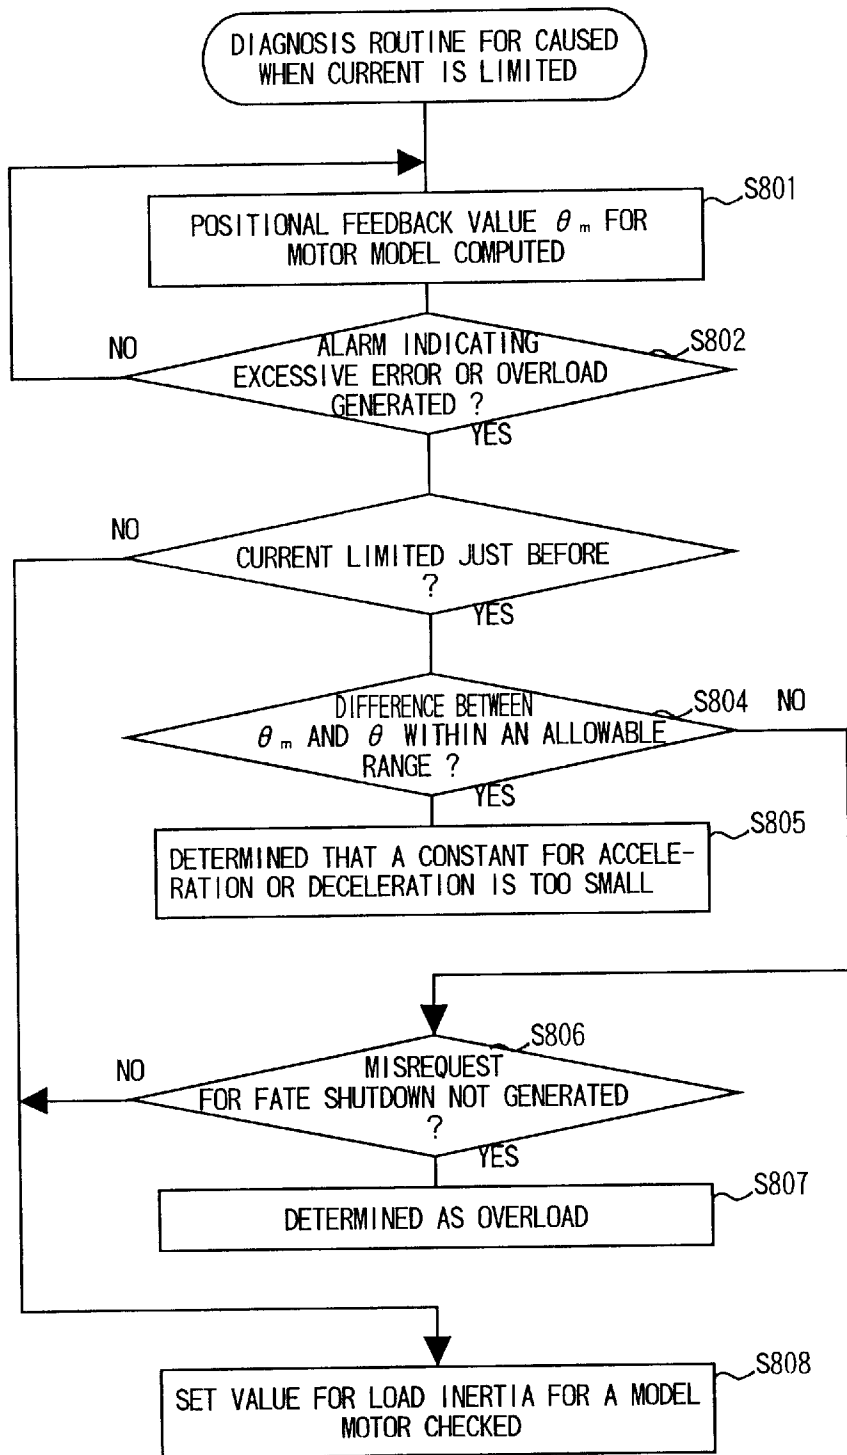 DIAGNOSIS ROUTINE FOR CAUSED
WHEN CURRENT IS LIMITED
S801
POSITIONAL FEEDBACK VALUE θm FOR
MOTOR MODEL COMPUTED
NO
S802
ALARM INDICATING
EXCESSIVE ERROR OR OVERLOAD
GENERATED ?
YES
NO
CURRENT LIMITED JUST BEFORE
?
YES
S804
NO
DIFFERENCE BETWEEN
θm AND θ WITHIN AN ALLOWABLE
RANGE ?
YES
S805
DETERMINED THAT A CONSTANT FOR ACCELE-
RATION OR DECELERATION IS TOO SMALL
S806
NO
MISREQUEST
FOR FATE SHUTDOWN NOT GENERATED
?
YES
S807
DETERMINED AS OVERLOAD
S808
SET VALUE FOR LOAD INERTIA FOR A MODEL
MOTOR CHECKED